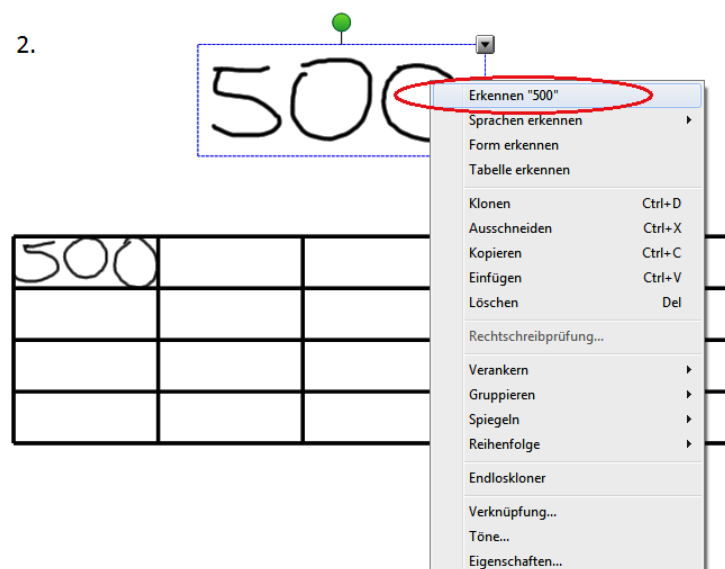 2.
500
Erkennen "500"
Sprachen erkennen
Form erkennen
Tabelle erkennen
Klonen Ctrl+D
Ausschneiden Ctrl+X
Kopieren Ctrl+C
Einfügen Ctrl+V
Löschen Del
Rechtschreibprüfung...
Verankern
Gruppieren
Spiegeln
Reihenfolge
Endloskloner
Verknüpfung...
Töne...
Eigenschaften...
500